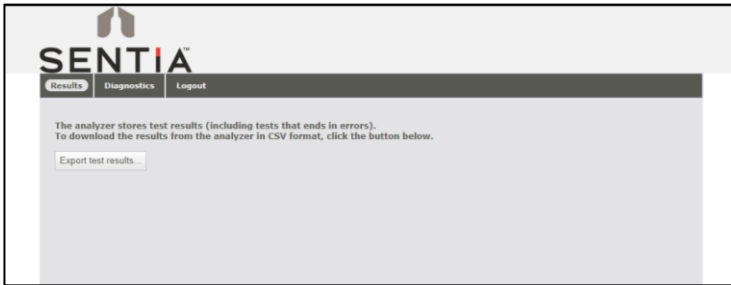 SENTIA™
Results Diagnostics Logout
The analyzer stores test results (including tests that ends in errors).
To download the results from the analyzer in CSV format, click the button below.
Export test results...